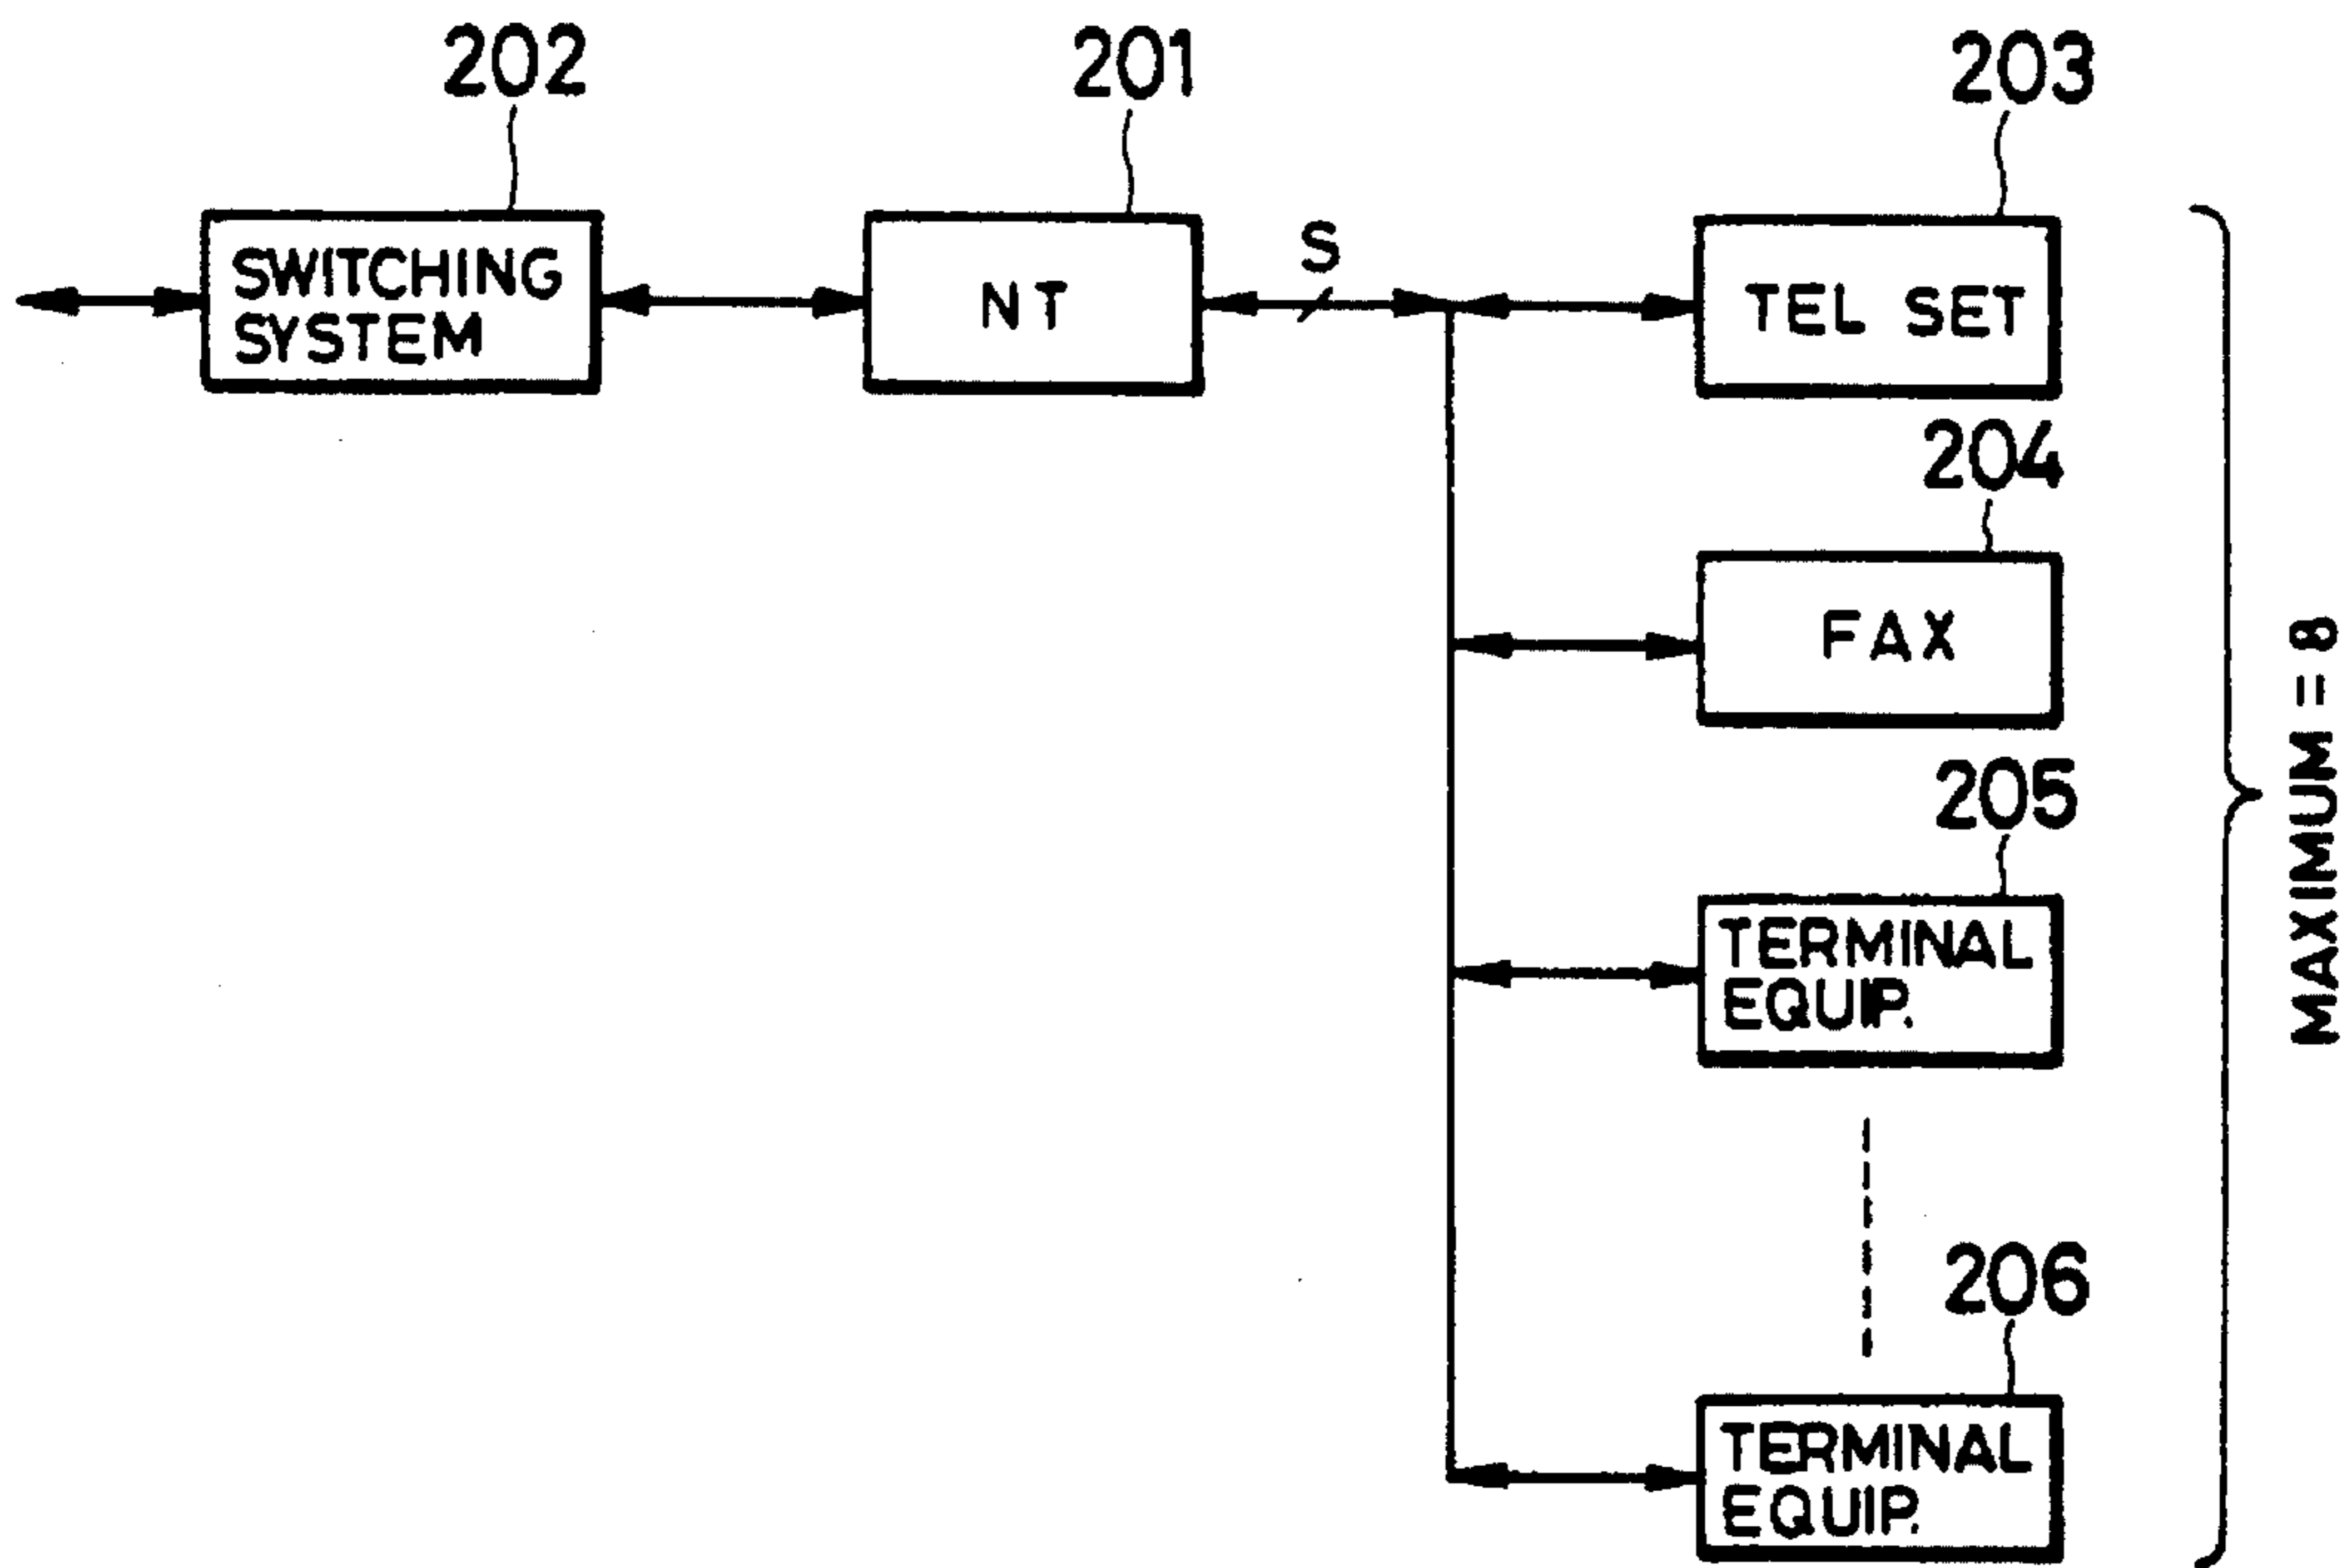 202
201
203
SWITCHING
SYSTEM
NT
S
TEL SET
204
FAX
205
TERMINAL
EQUIP.
206
TERMINAL
EQUIP.
MAXIMUM = 8